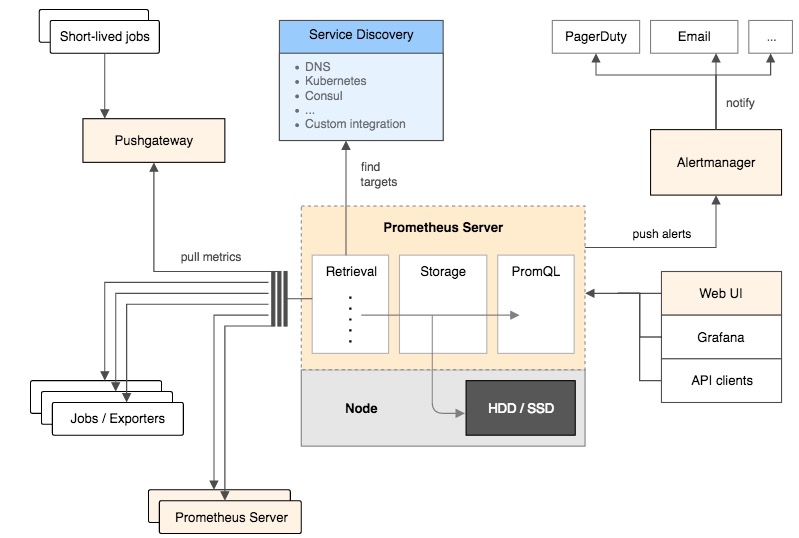 Short-lived jobs
Service Discovery
• DNS
• Kubernetes
• Consul
• ...
• Custom integration
PagerDuty
Email
...
notify
Pushgateway
Alertmanager
find
targets
Prometheus Server
push alerts
pull metrics
Retrieval
Storage
PromQL
Web UI
Grafana
API clients
Jobs / Exporters
Node
HDD / SSD
Prometheus Server